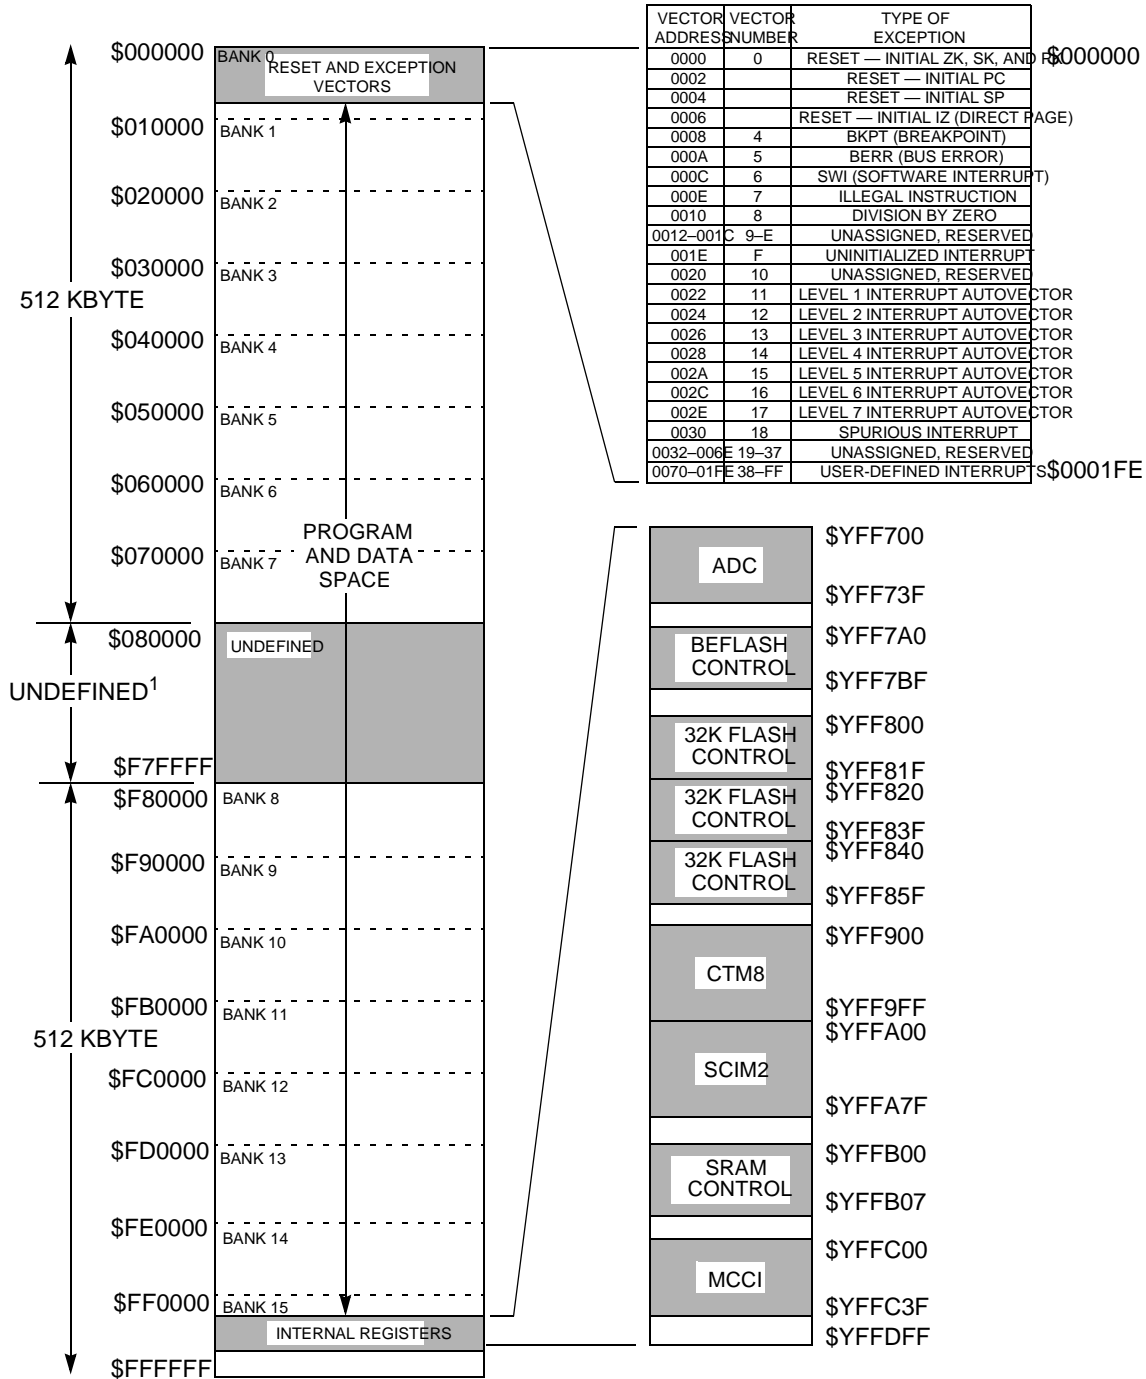 $000000
BANK 0
RESET AND EXCEPTION
VECTORS
$010000
BANK 1
$020000
BANK 2
$030000
BANK 3
512 KBYTE
$040000
BANK 4
$050000
BANK 5
$060000
BANK 6
PROGRAM
AND DATA
SPACE
$070000
BANK 7
$080000
UNDEFINED
UNDEFINED1
$F7FFFF
$F80000
BANK 8
$F90000
BANK 9
$FA0000
BANK 10
$FB0000
BANK 11
512 KBYTE
$FC0000
BANK 12
$FD0000
BANK 13
$FE0000
BANK 14
$FF0000
BANK 15
INTERNAL REGISTERS
$FFFFFF
VECTOR ADDRESS VECTOR NUMBER TYPE OF EXCEPTION
0000 0 RESET — INITIAL ZK, SK, AND PK
$000000
0002 RESET — INITIAL PC
0004 RESET — INITIAL SP
0006 RESET — INITIAL IZ (DIRECT PAGE)
0008 4 BKPT (BREAKPOINT)
000A 5 BERR (BUS ERROR)
000C 6 SWI (SOFTWARE INTERRUPT)
000E 7 ILLEGAL INSTRUCTION
0010 8 DIVISION BY ZERO
0012–001C 9–E UNASSIGNED, RESERVED
001E F UNINITIALIZED INTERRUPT
0020 10 UNASSIGNED, RESERVED
0022 11 LEVEL 1 INTERRUPT AUTOVECTOR
0024 12 LEVEL 2 INTERRUPT AUTOVECTOR
0026 13 LEVEL 3 INTERRUPT AUTOVECTOR
0028 14 LEVEL 4 INTERRUPT AUTOVECTOR
002A 15 LEVEL 5 INTERRUPT AUTOVECTOR
002C 16 LEVEL 6 INTERRUPT AUTOVECTOR
002E 17 LEVEL 7 INTERRUPT AUTOVECTOR
0030 18 SPURIOUS INTERRUPT
0032–006E 19–37 UNASSIGNED, RESERVED
0070–01FE 38–FF USER-DEFINED INTERRUPTS
$0001FE
$YFF700
ADC
$YFF73F
$YFF7A0
BEFLASH
CONTROL
$YFF7BF
$YFF800
32K FLASH
CONTROL
$YFF81F
$YFF820
32K FLASH
CONTROL
$YFF83F
$YFF840
32K FLASH
CONTROL
$YFF85F
$YFF900
CTM8
$YFF9FF
$YFFA00
SCIM2
$YFFA7F
$YFFB00
SRAM
CONTROL
$YFFB07
$YFFC00
MCCI
$YFFC3F
$YFFDFF